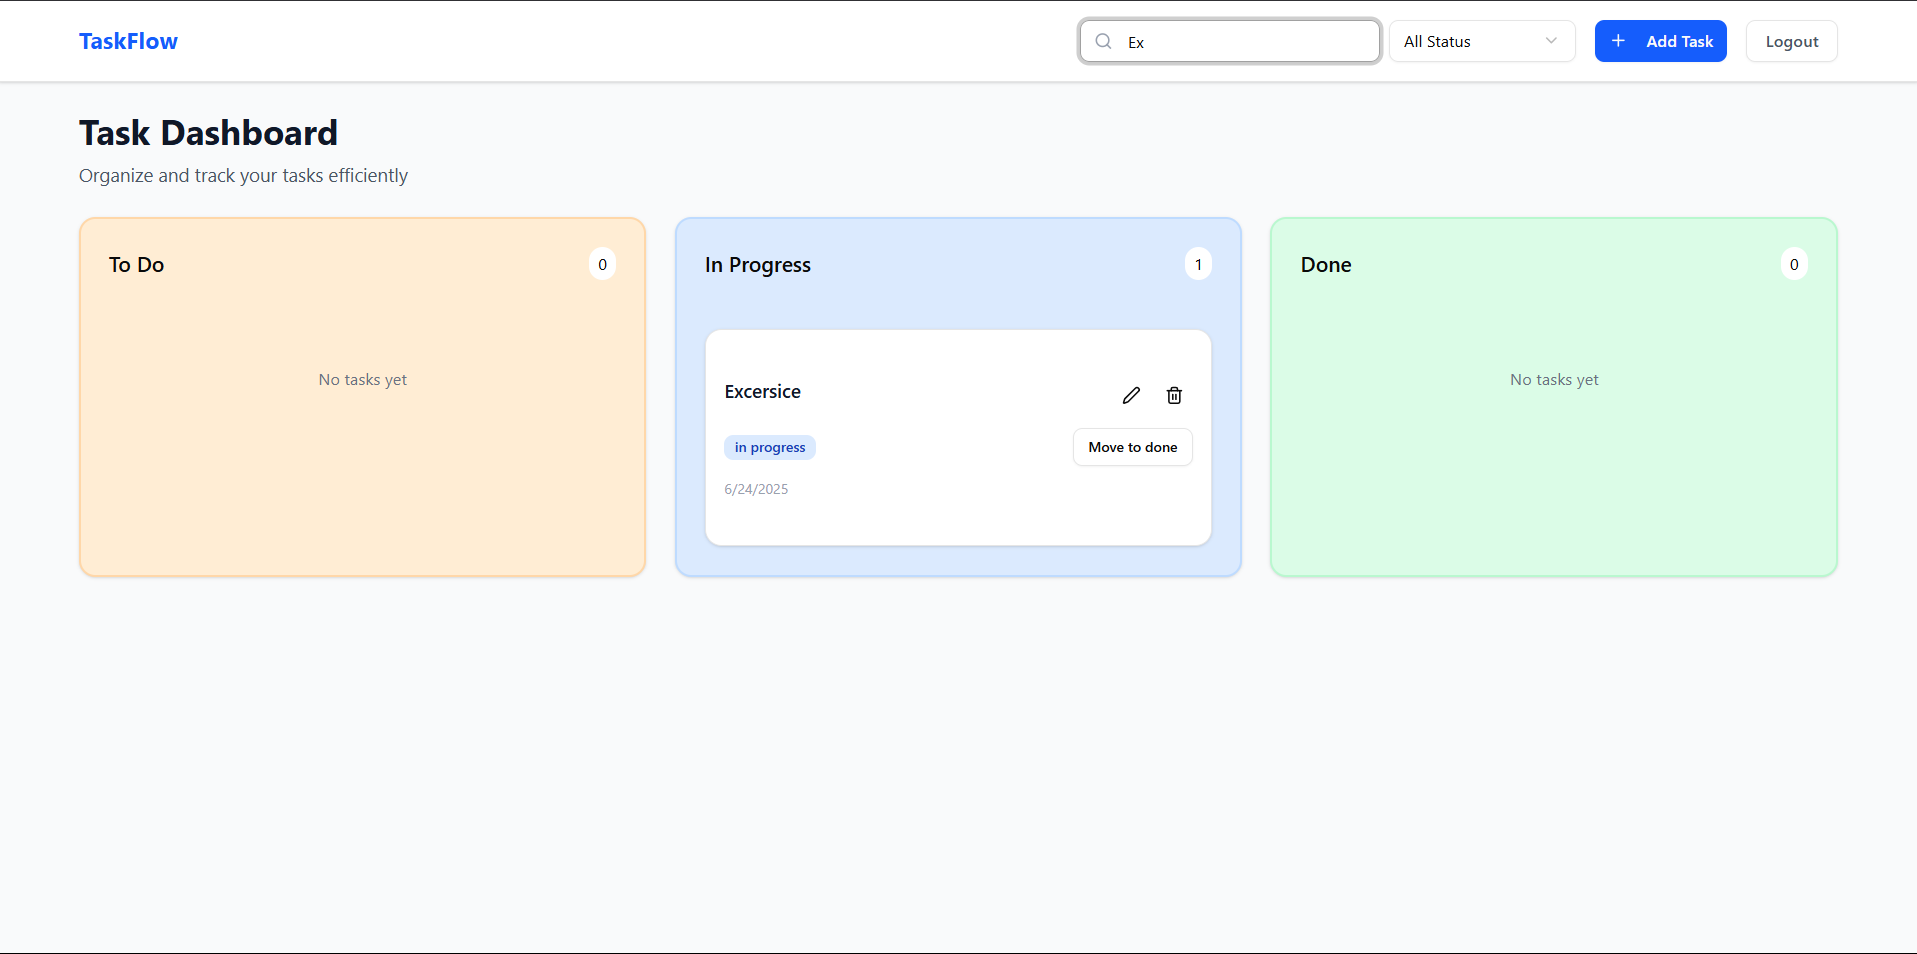 TaskFlow
Ex
All Status
Add Task
Logout
Task Dashboard
Organize and track your tasks efficiently
To Do
0
No tasks yet
In Progress
1
Excersice
in progress
Move to done
6/24/2025
Done
0
No tasks yet